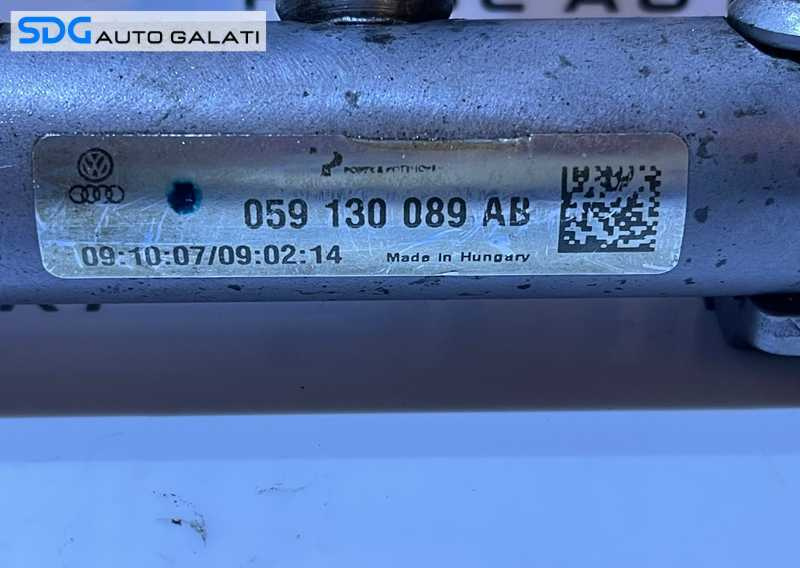 SDG AUTO GALATI
059 130 089 AB
09:10:07/09:02:14
Made in Hungary